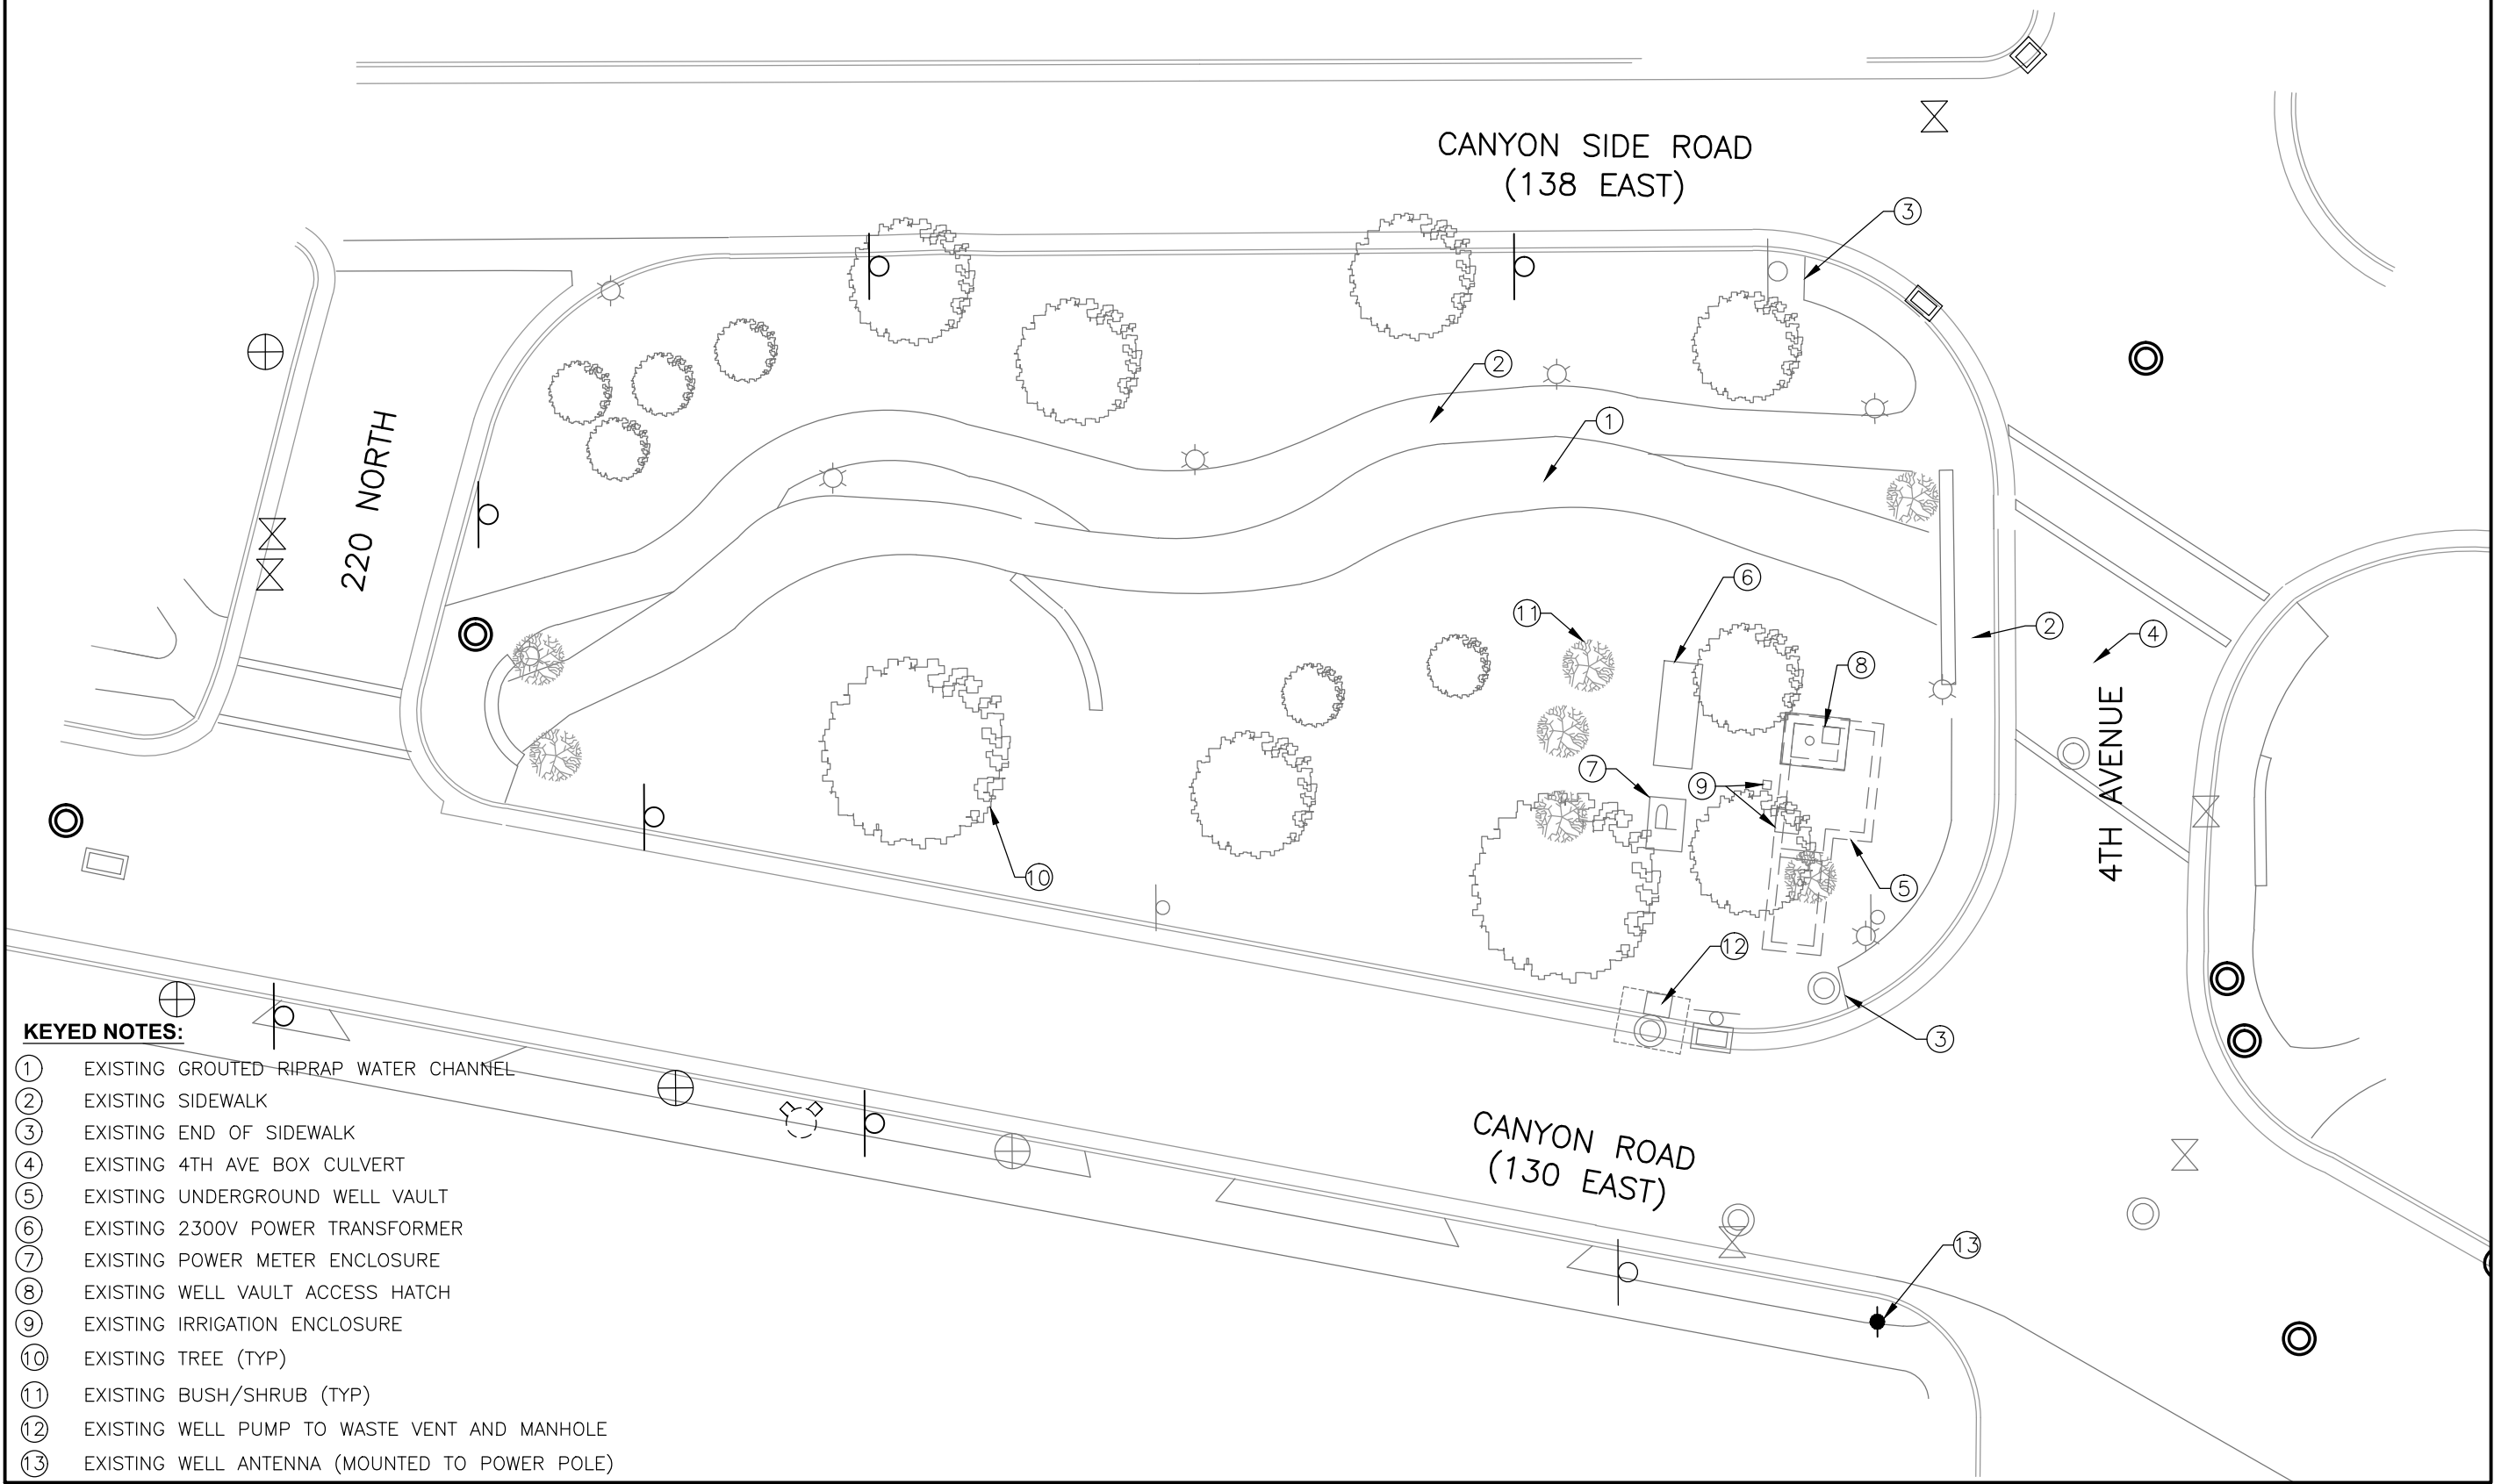 CANYON SIDE ROAD
(138 EAST)
3
2
1
220 NORTH
6
11
2
4
8
4TH AVENUE
7
9
10
5
12
3
CANYON ROAD
(130 EAST)
13
KEYED NOTES:
1 EXISTING GROUTED RIPRAP WATER CHANNEL
2 EXISTING SIDEWALK
3 EXISTING END OF SIDEWALK
4 EXISTING 4TH AVE BOX CULVERT
5 EXISTING UNDERGROUND WELL VAULT
6 EXISTING 2300V POWER TRANSFORMER
7 EXISTING POWER METER ENCLOSURE
8 EXISTING WELL VAULT ACCESS HATCH
9 EXISTING IRRIGATION ENCLOSURE
10 EXISTING TREE (TYP)
11 EXISTING BUSH/SHRUB (TYP)
12 EXISTING WELL PUMP TO WASTE VENT AND MANHOLE
13 EXISTING WELL ANTENNA (MOUNTED TO POWER POLE)